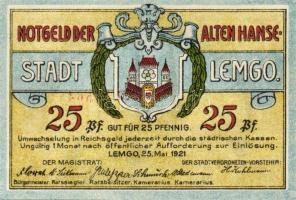 NOTGELD DER ALTEN HANSE-
STADT LEMGO.
25 Pf. 25 Pf.
GUT FÜR 25 PFENNIG.
Umwechselung in Reichsgeld jederzeit durch die städtischen Kassen.
Ungültig 1 Monat nach öffentlicher Aufforderung zur Einlösung.
LEMGO, 25. Mai 1921
DER MAGISTRAT: DER STADTVERORDNETEN-VORSTEHER:
Bürgermeister. Ratssiegler. Ratsbeisitzer. Kamerarius. Kamerarius.